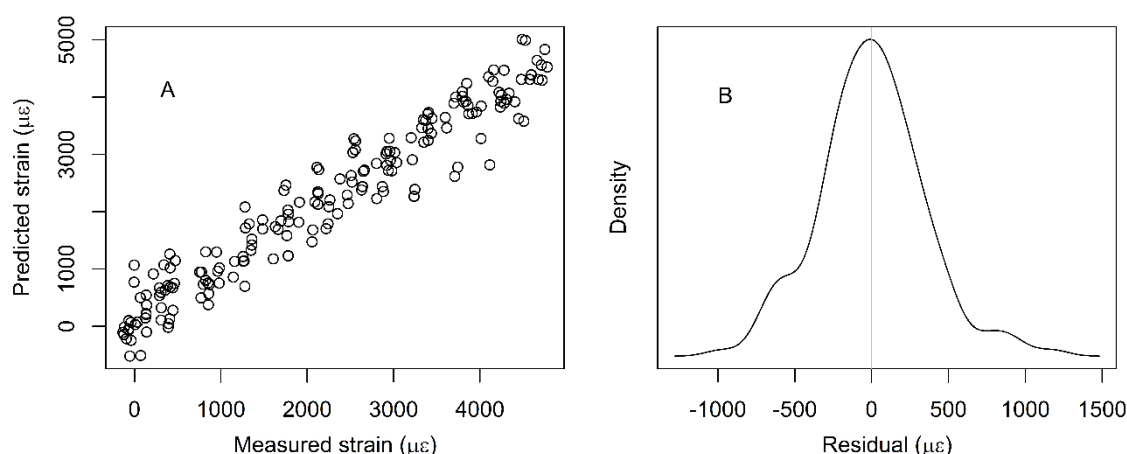 A
Predicted strain (µε)
5000
3000
1000
0
0
1000
2000
3000
4000
Measured strain (µε)
B
Density
-1000
-500
0
500
1000
1500
Residual (µε)